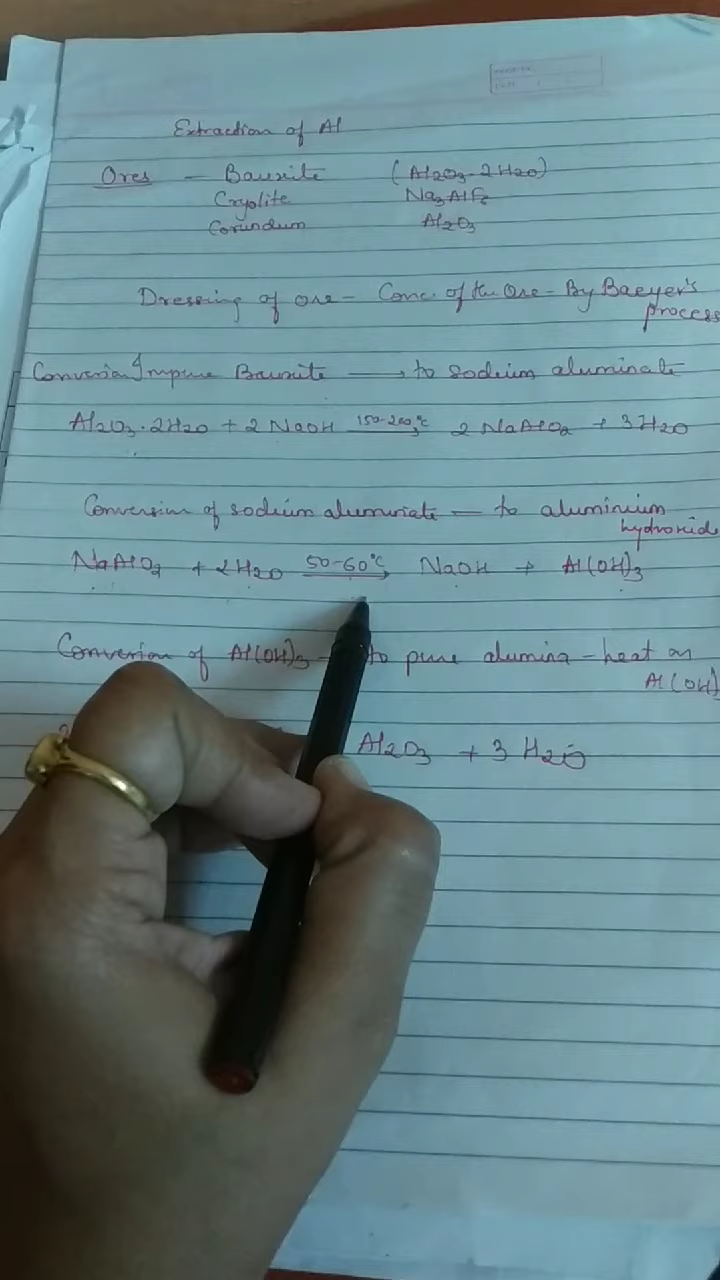 Extraction of Al
Ores - Bauxite (Al2O3.2H2O)
Cryolite Na3AlF6
Corundum Al2O3
Dressing of ore - Conc. of the Ore - By Baeyer's process
Conversion Impure Bauxite → to sodium aluminate
Al2O3.2H2O + 2 NaOH 150-200°C 2 NaAlO2 + 3H2O
Conversion of sodium aluminate - to aluminium hydroxide
NaAlO2 + 2H2O 50-60°C NaOH + Al(OH)3
Conversion of Al(OH)3 - to pure alumina - heat on Al(OH)
Al2O3 + 3 H2O